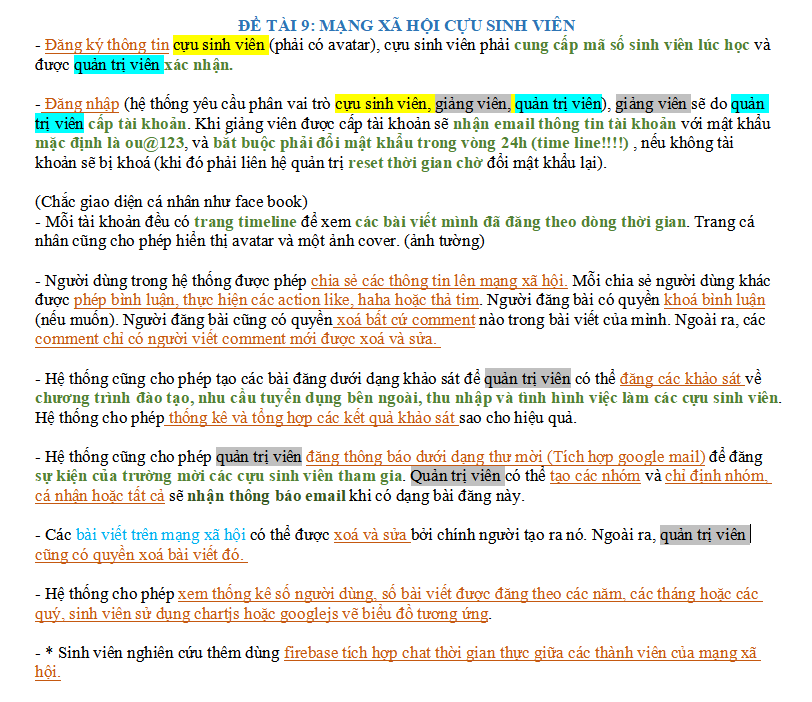 ĐỀ TÀI 9: MẠNG XÃ HỘI CỰU SINH VIÊN
- Đăng ký thông tin cựu sinh viên (phải có avatar), cựu sinh viên phải cung cấp mã số sinh viên lúc học và
được quản trị viên xác nhận.
- Đăng nhập (hệ thống yêu cầu phân vai trò cựu sinh viên, giảng viên, quản trị viên), giảng viên sẽ do quản
trị viên cấp tài khoản. Khi giảng viên được cấp tài khoản sẽ nhận email thông tin tài khoản với mật khẩu
mặc định là ou@123, và bắt buộc phải đổi mật khẩu trong vòng 24h (time line!!!!) , nếu không tài
khoản sẽ bị khoá (khi đó phải liên hệ quản trị reset thời gian chờ đổi mật khẩu lại).
(Chắc giao diện cá nhân như face book)
- Mỗi tài khoản đều có trang timeline để xem các bài viết mình đã đăng theo dòng thời gian. Trang cá
nhân cũng cho phép hiển thị avatar và một ảnh cover. (ảnh tường)
- Người dùng trong hệ thống được phép chia sẻ các thông tin lên mạng xã hội. Mỗi chia sẻ người dùng khác
được phép bình luận, thực hiện các action like, haha hoặc thả tim. Người đăng bài có quyền khoá bình luận
(nếu muốn). Người đăng bài cũng có quyền xoá bất cứ comment nào trong bài viết của mình. Ngoài ra, các
comment chỉ có người viết comment mới được xoá và sửa.
- Hệ thống cũng cho phép tạo các bài đăng dưới dạng khảo sát để quản trị viên có thể đăng các khảo sát về
chương trình đào tạo, nhu cầu tuyển dụng bên ngoài, thu nhập và tình hình việc làm các cựu sinh viên.
Hệ thống cho phép thống kê và tổng hợp các kết quả khảo sát sao cho hiệu quả.
- Hệ thống cũng cho phép quản trị viên đăng thông báo dưới dạng thư mời (Tích hợp google mail) để đăng
sự kiện của trường mời các cựu sinh viên tham gia. Quản trị viên có thể tạo các nhóm và chỉ định nhóm,
cá nhận hoặc tất cả sẽ nhận thông báo email khi có dạng bài đăng này.
- Các bài viết trên mạng xã hội có thể được xoá và sửa bởi chính người tạo ra nó. Ngoài ra, quản trị viên
cũng có quyền xoá bài viết đó.
- Hệ thống cho phép xem thống kê số người dùng, số bài viết được đăng theo các năm, các tháng hoặc các
quý, sinh viên sử dụng chartjs hoặc googlejs vẽ biểu đồ tương ứng.
- * Sinh viên nghiên cứu thêm dùng firebase tích hợp chat thời gian thực giữa các thành viên của mạng xã
hội.